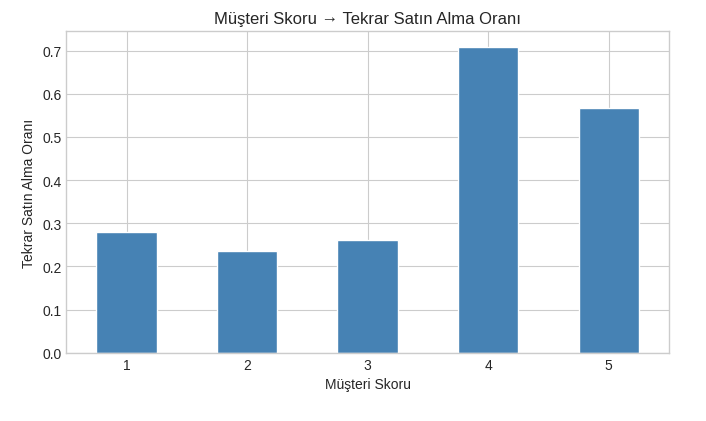 Müşteri Skoru → Tekrar Satın Alma Oranı
Tekrar Satın Alma Oranı
0.7
0.6
0.5
0.4
0.3
0.2
0.1
0.0
1 2 3 4 5
Müşteri Skoru